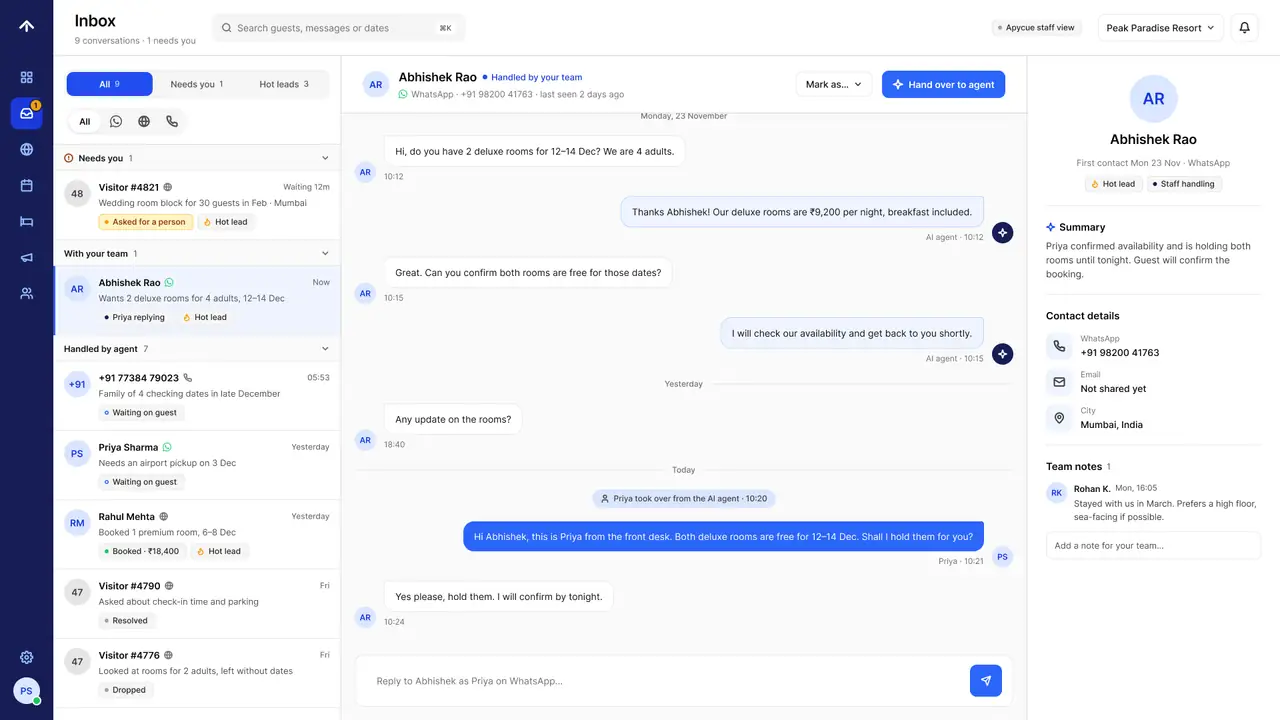 Inbox
9 conversations · 1 needs you
Search guests, messages or dates
⌘K
Apycue staff view
Peak Paradise Resort
1
All 9
Needs you 1
Hot leads 3
All
Needs you 1
48
Visitor #4821
Waiting 12m
Wedding room block for 30 guests in Feb · Mumbai
Asked for a person
Hot lead
With your team 1
AR
Abhishek Rao
Now
Wants 2 deluxe rooms for 4 adults, 12–14 Dec
Priya replying
Hot lead
Handled by agent 7
+91
+91 77384 79023
05:53
Family of 4 checking dates in late December
Waiting on guest
PS
Priya Sharma
Yesterday
Needs an airport pickup on 3 Dec
Waiting on guest
RM
Rahul Mehta
Yesterday
Booked 1 premium room, 6–8 Dec
Booked · ₹18,400
Hot lead
47
Visitor #4790
Fri
Asked about check-in time and parking
Resolved
47
Visitor #4776
Fri
Looked at rooms for 2 adults, left without dates
Dropped
PS
AR
Abhishek Rao
Handled by your team
WhatsApp · +91 98200 41763 · last seen 2 days ago
Mark as...
Hand over to agent
Monday, 23 November
Hi, do you have 2 deluxe rooms for 12–14 Dec? We are 4 adults.
AR
10:12
Thanks Abhishek! Our deluxe rooms are ₹9,200 per night, breakfast included.
AI agent · 10:12
Great. Can you confirm both rooms are free for those dates?
AR
10:15
I will check our availability and get back to you shortly.
AI agent · 10:15
Yesterday
Any update on the rooms?
AR
18:40
Today
Priya took over from the AI agent · 10:20
Hi Abhishek, this is Priya from the front desk. Both deluxe rooms are free for 12–14 Dec. Shall I hold them for you?
PS
Priya · 10:21
Yes please, hold them. I will confirm by tonight.
AR
10:24
Reply to Abhishek as Priya on WhatsApp...
AR
Abhishek Rao
First contact Mon 23 Nov · WhatsApp
Hot lead
Staff handling
Summary
Priya confirmed availability and is holding both
rooms until tonight. Guest will confirm the
booking.
Contact details
WhatsApp
+91 98200 41763
Email
Not shared yet
City
Mumbai, India
Team notes 1
RK
Rohan K. Mon, 16:05
Stayed with us in March. Prefers a high floor,
sea-facing if possible.
Add a note for your team...